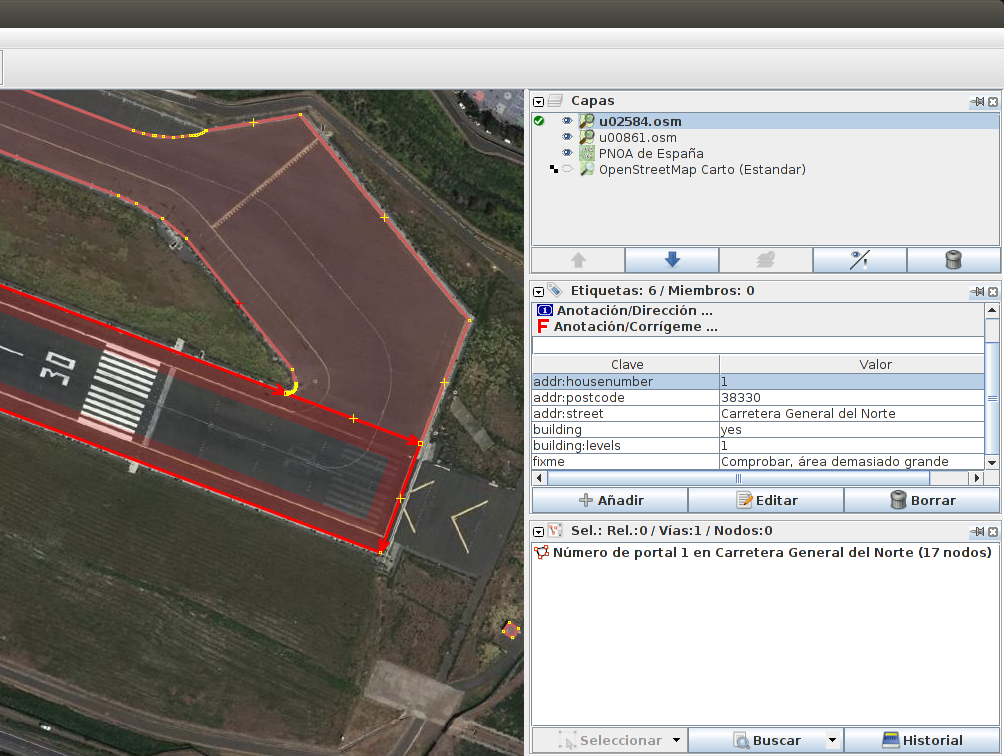 30
Capas
u02584.osm
u00861.osm
PNOA de España
OpenStreetMap Carto (Estandar)
Etiquetas: 6 / Miembros: 0
Anotación/Dirección ...
F Anotación/Corrígeme ...
Clave Valor
addr:housenumber 1
addr:postcode 38330
addr:street Carretera General del Norte
building yes
building:levels 1
fixme Comprobar, área demasiado grande
Añadir Editar Borrar
Sel.: Rel.:0 / Vías:1 / Nodos:0
Número de portal 1 en Carretera General del Norte (17 nodos)
Seleccionar Buscar Historial